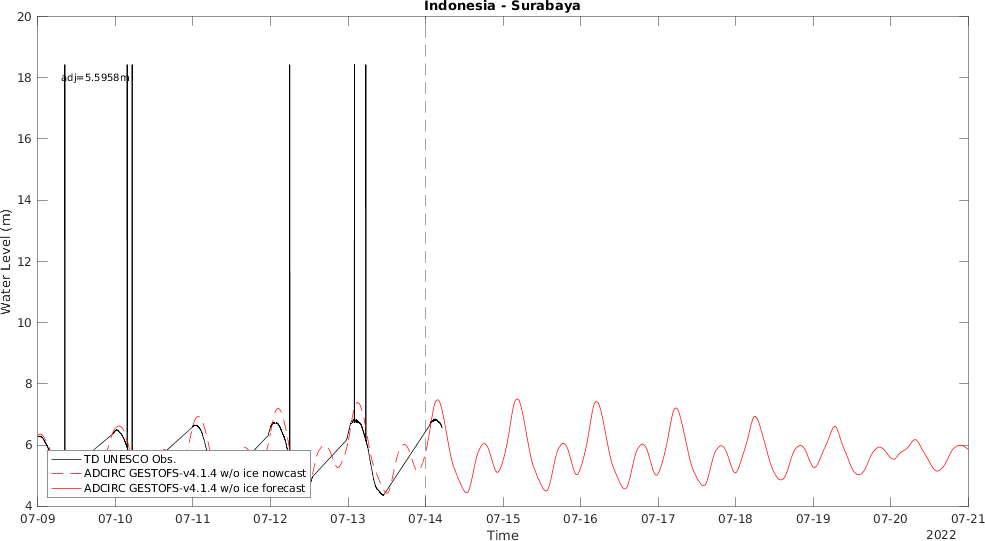 Indonesia - Surabaya
20
18
16
14
12
10
8
6
4
Water Level (m)
adj=5.5958m
TD UNESCO Obs.
ADCIRC GESTOFS-v4.1.4 w/o ice nowcast
ADCIRC GESTOFS-v4.1.4 w/o ice forecast
07-09 07-10 07-11 07-12 07-13 07-14 07-15 07-16 07-17 07-18 07-19 07-20 07-21
Time
2022